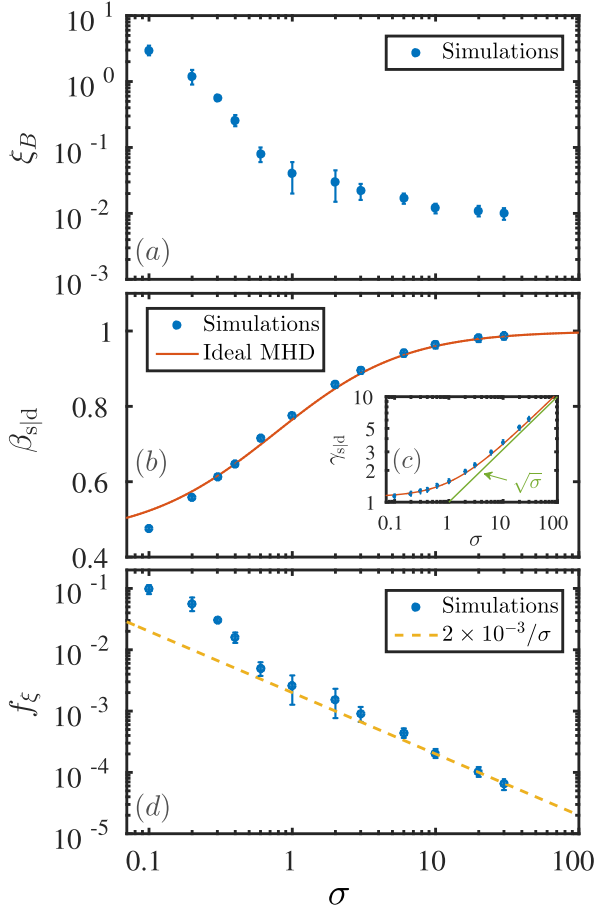 10^1
10^0
10^-1
10^-2
10^-3
ξ_B
Simulations
(a)
1
0.8
0.6
0.4
β_s|d
Simulations
Ideal MHD
(b)
10
5
3
2
1
γ_s|d
(c)
√σ
0.1 1 10 100
σ
10^-1
10^-2
10^-3
10^-4
10^-5
f_ξ
Simulations
2 × 10^-3/σ
(d)
0.1 1 10 100
σ